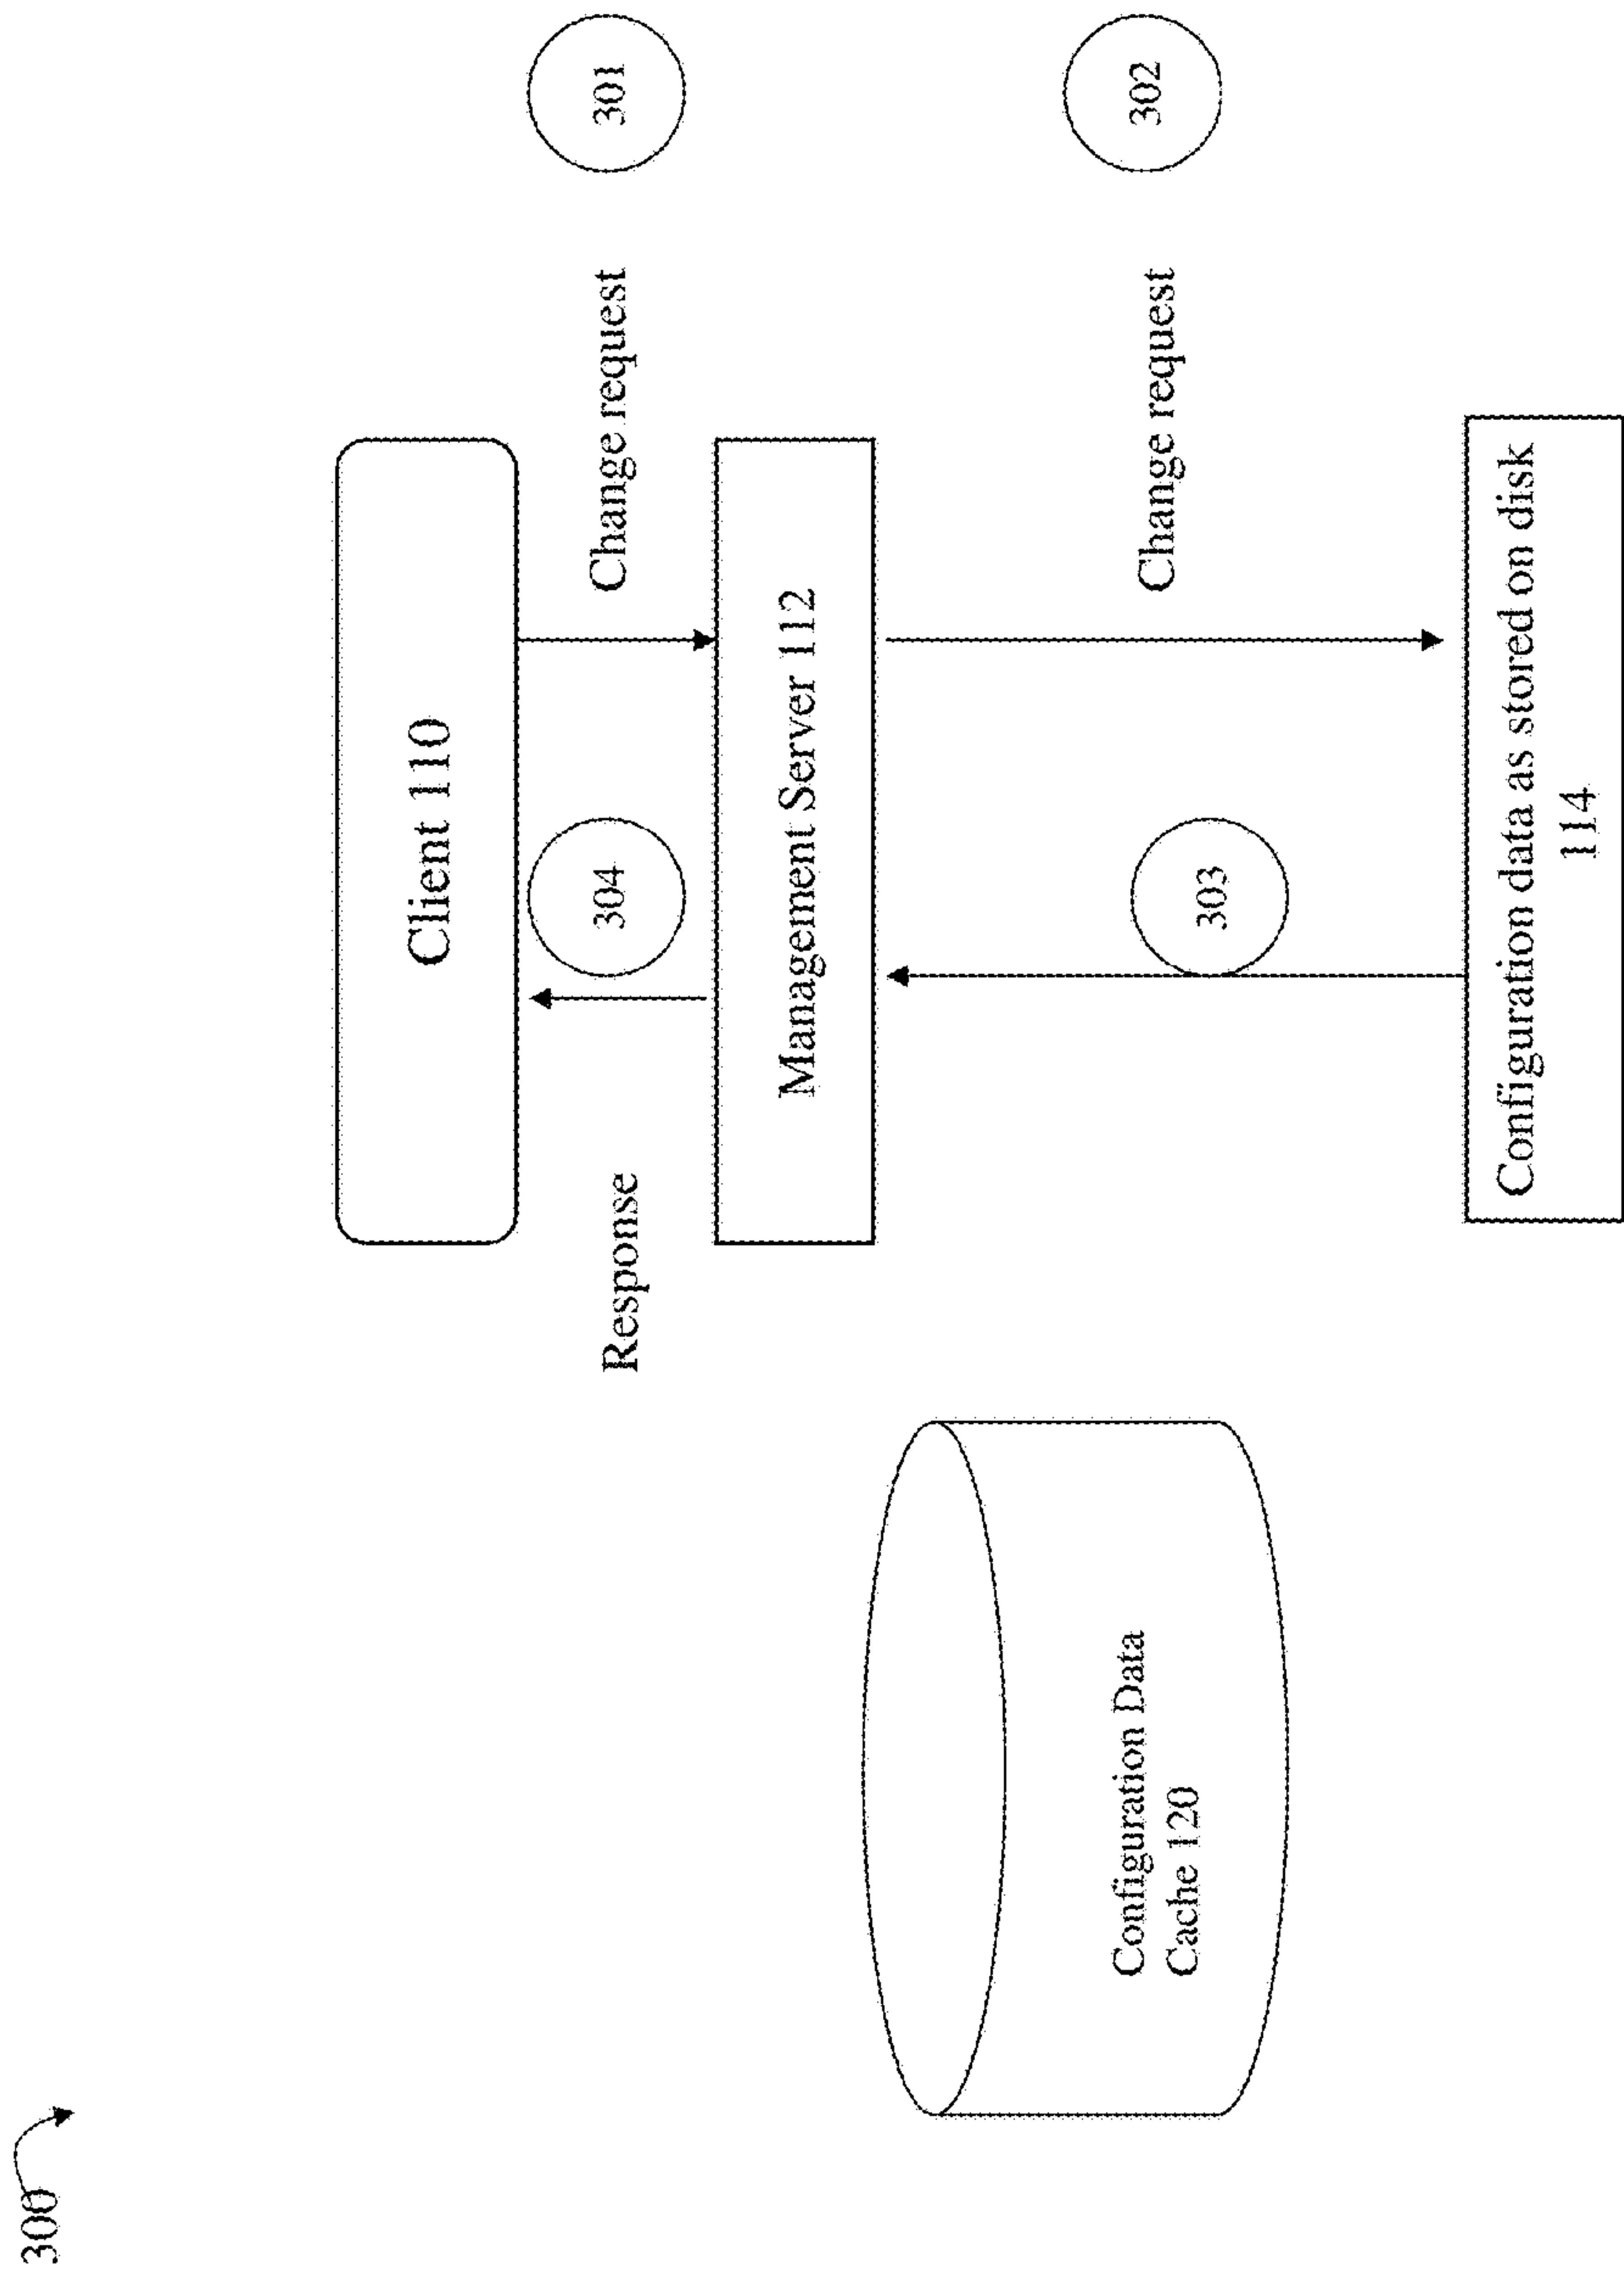 300
Client 110
301
Change request
304
Response
Management Server 112
302
Change request
303
Configuration Data
Cache 120
Configuration data as stored on disk
114